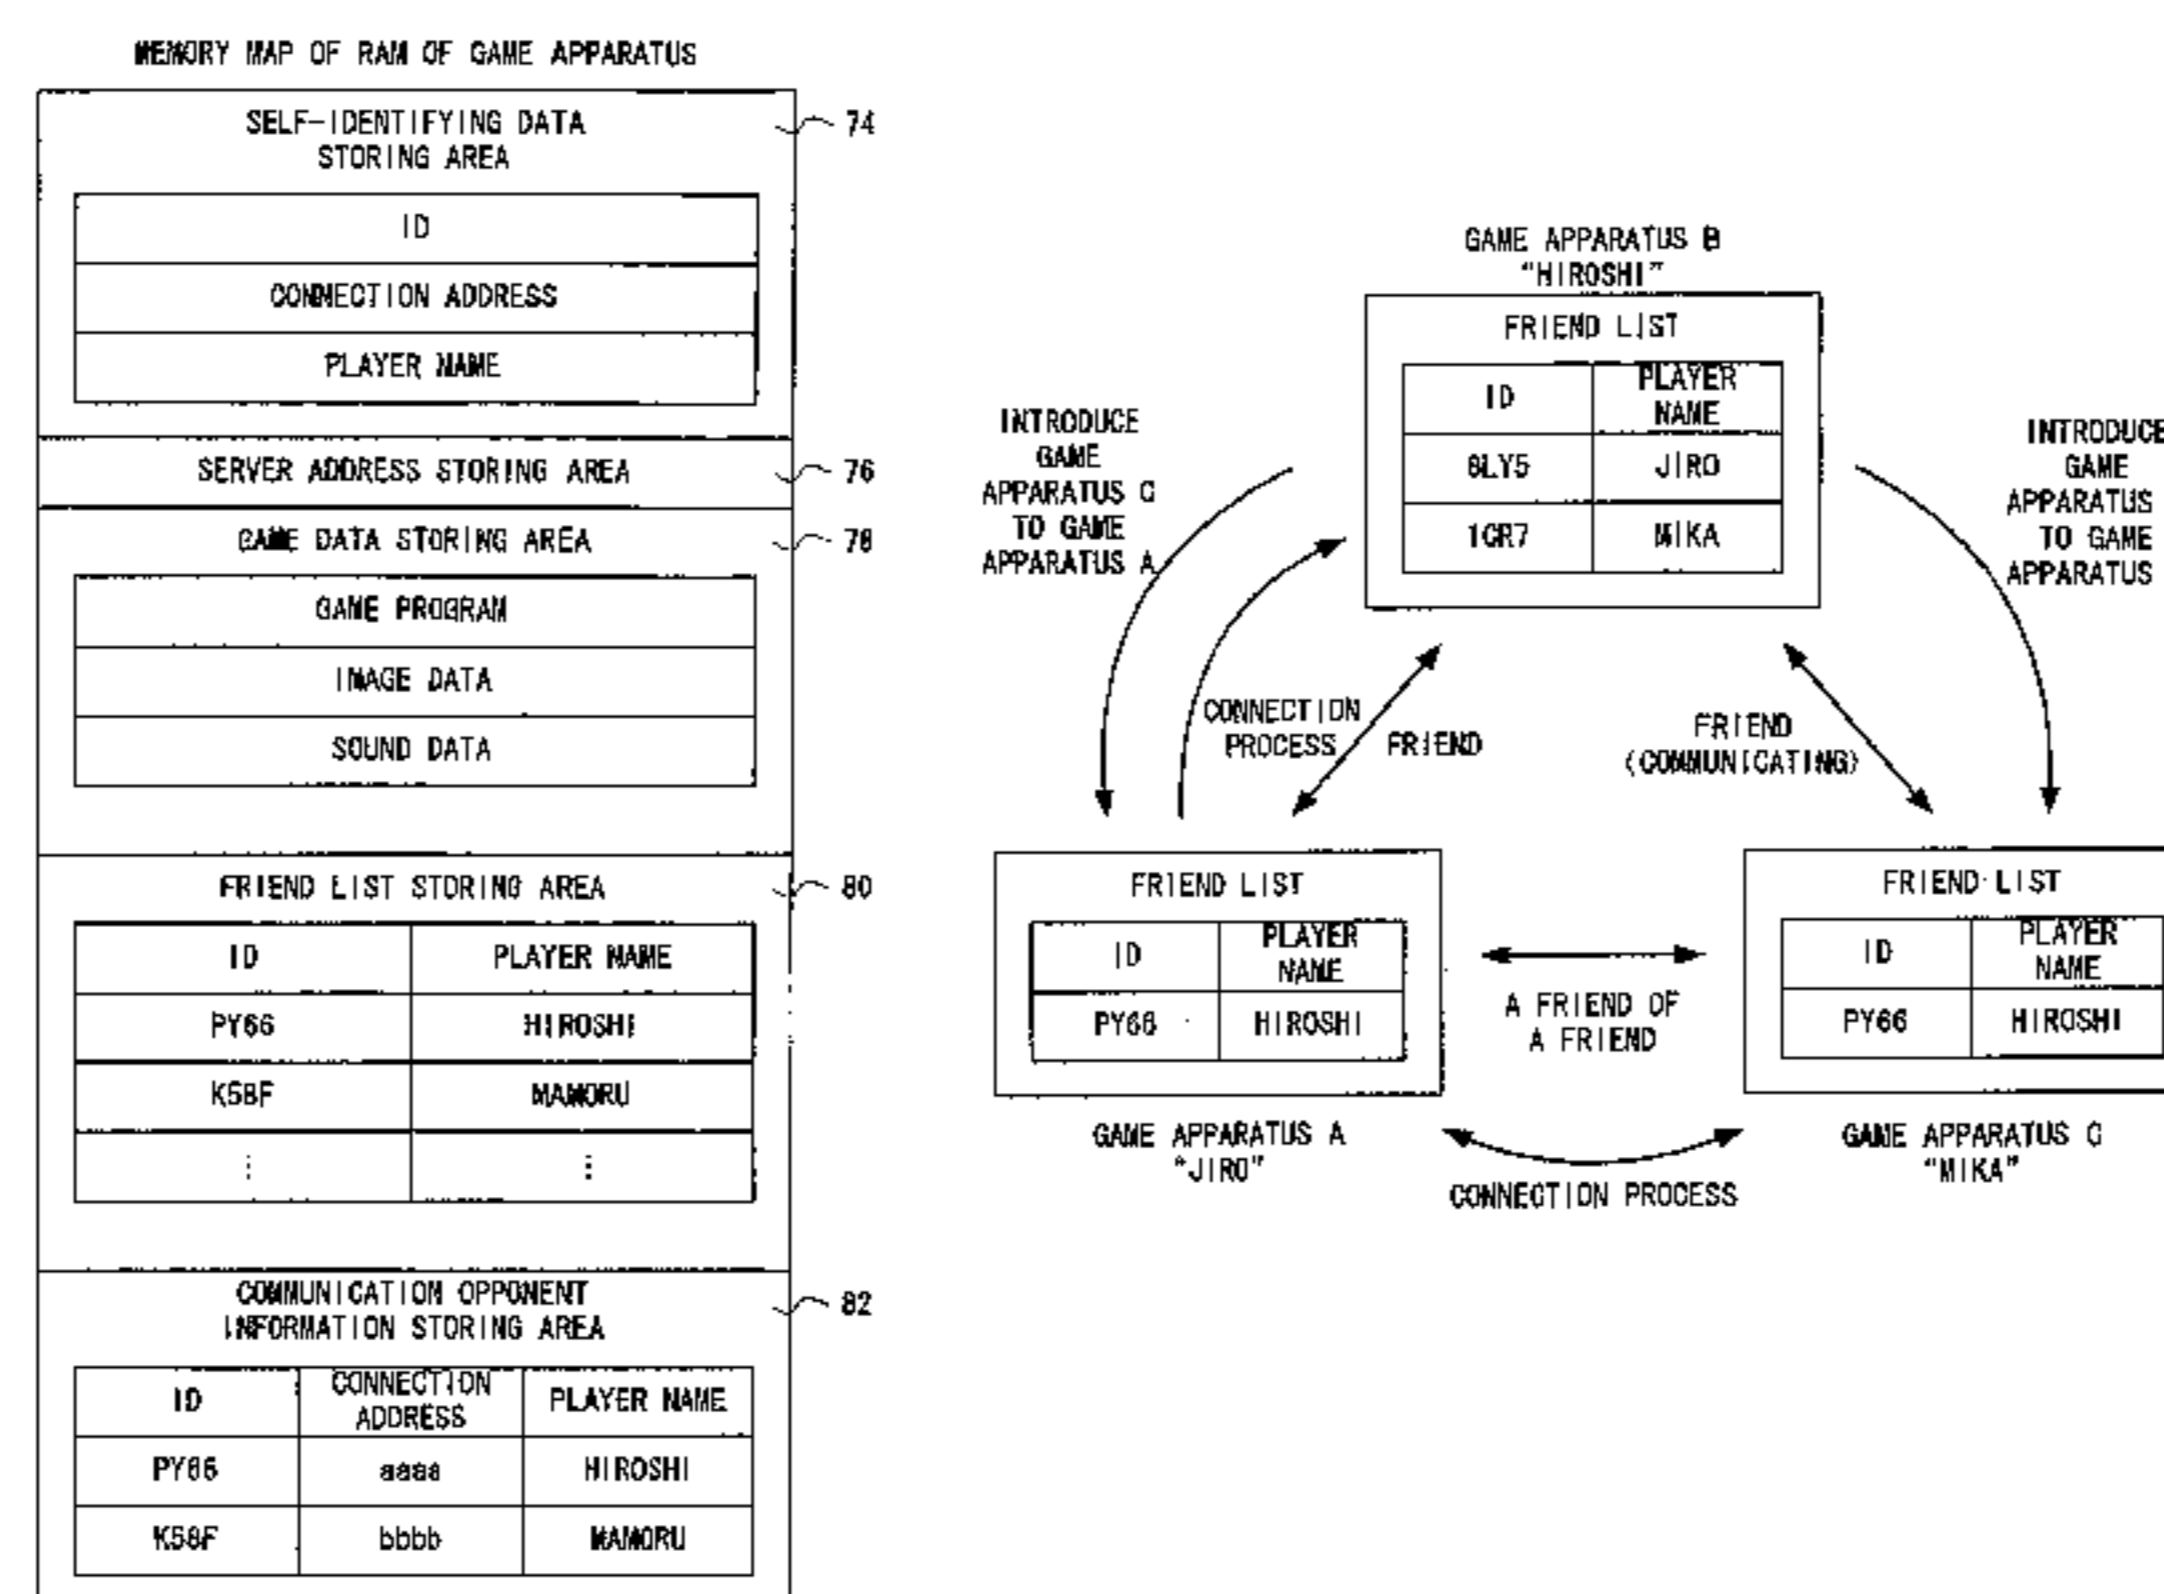 MEMORY MAP OF RAM OF GAME APPARATUS
SELF-IDENTIFYING DATA
STORING AREA
74
ID
CONNECTION ADDRESS
PLAYER NAME
SERVER ADDRESS STORING AREA
76
GAME DATA STORING AREA
78
GAME PROGRAM
IMAGE DATA
SOUND DATA
FRIEND LIST STORING AREA
80
ID PLAYER NAME
PY66 HIROSHI
K58F MAMORU
⋮ ⋮
COMMUNICATION OPPONENT
INFORMATION STORING AREA
82
ID
CONNECTION
ADDRESS
PLAYER NAME
PY66 aaaa HIROSHI
K58F bbbb MAMORU
GAME APPARATUS B
"HIROSHI"
FRIEND LIST
ID
PLAYER
NAME
6LY5 JIRO
1GR7 MIKA
INTRODUCE
GAME
APPARATUS C
TO GAME
APPARATUS A
INTRODUCE
GAME
APPARATUS
TO GAME
APPARATUS
CONNECTION
PROCESS
FRIEND
FRIEND
(COMMUNICATING)
FRIEND LIST
ID
PLAYER
NAME
PY66 HIROSHI
GAME APPARATUS A
"JIRO"
A FRIEND OF
A FRIEND
CONNECTION PROCESS
FRIEND LIST
ID
PLAYER
NAME
PY66 HIROSHI
GAME APPARATUS C
"MIKA"